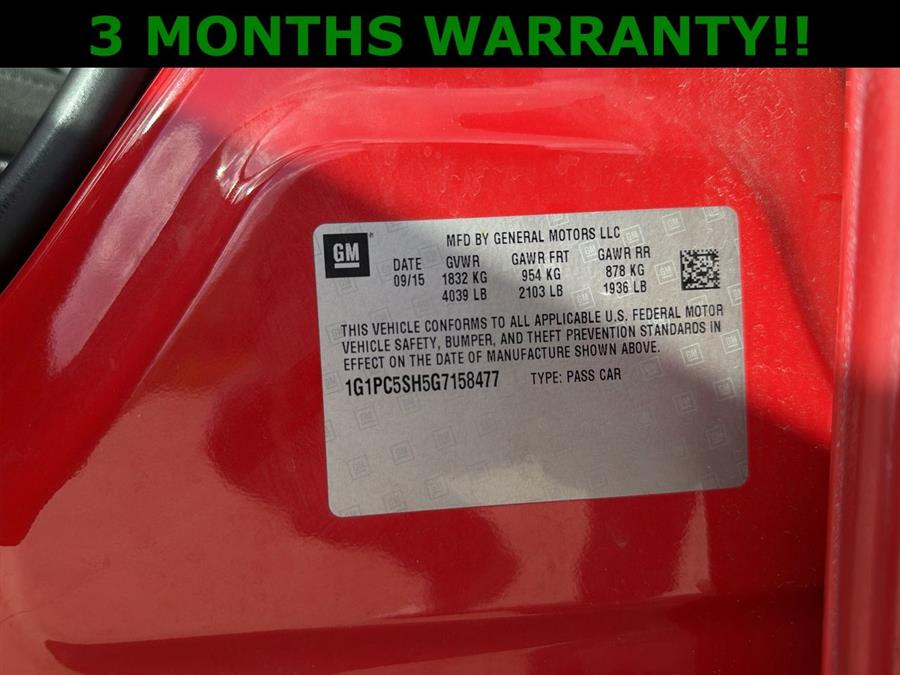 3 MONTHS WARRANTY!!
GM
MFD BY GENERAL MOTORS LLC
DATE GVWR GAWR FRT GAWR RR
09/15 1832 KG 954 KG 878 KG
4039 LB 2103 LB 1936 LB
THIS VEHICLE CONFORMS TO ALL APPLICABLE U.S. FEDERAL MOTOR
VEHICLE SAFETY, BUMPER, AND THEFT PREVENTION STANDARDS IN
EFFECT ON THE DATE OF MANUFACTURE SHOWN ABOVE.
1G1PC5SH5G7158477 TYPE: PASS CAR